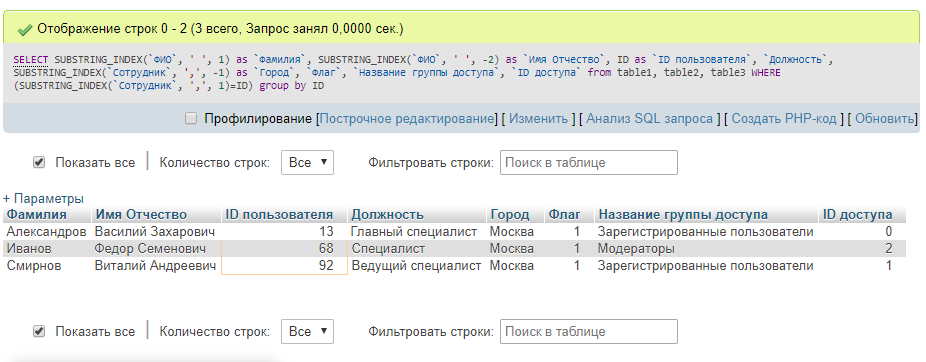 Отображение строк 0 - 2 (3 всего, Запрос занял 0,0000 сек.)
SELECT SUBSTRING_INDEX(`ФИО`, ' ', 1) as `Фамилия`, SUBSTRING_INDEX(`ФИО`, ' ', -2) as `Имя Отчество`, ID as `ID пользователя`, `Должность`,
SUBSTRING_INDEX(`Сотрудник`, ',', -1) as `Город`, `Флаг`, `Название группы доступа`, `ID доступа` from table1, table2, table3 WHERE
(SUBSTRING_INDEX(`Сотрудник`, ',', 1)=ID) group by ID
Профилирование [Построчное редактирование] [ Изменить ] [ Анализ SQL запроса ] [ Создать PHP-код ] [ Обновить]
Показать все | Количество строк: Все Фильтровать строки: Поиск в таблице
+ Параметры
Фамилия Имя Отчество ID пользователя Должность Город Флаг Название группы доступа ID доступа
Александров Василий Захарович 13 Главный специалист Москва 1 Зарегистрированные пользователи 0
Иванов Федор Семенович 68 Специалист Москва 1 Модераторы 2
Смирнов Виталий Андреевич 92 Ведущий специалист Москва 1 Зарегистрированные пользователи 1
Показать все | Количество строк: Все Фильтровать строки: Поиск в таблице